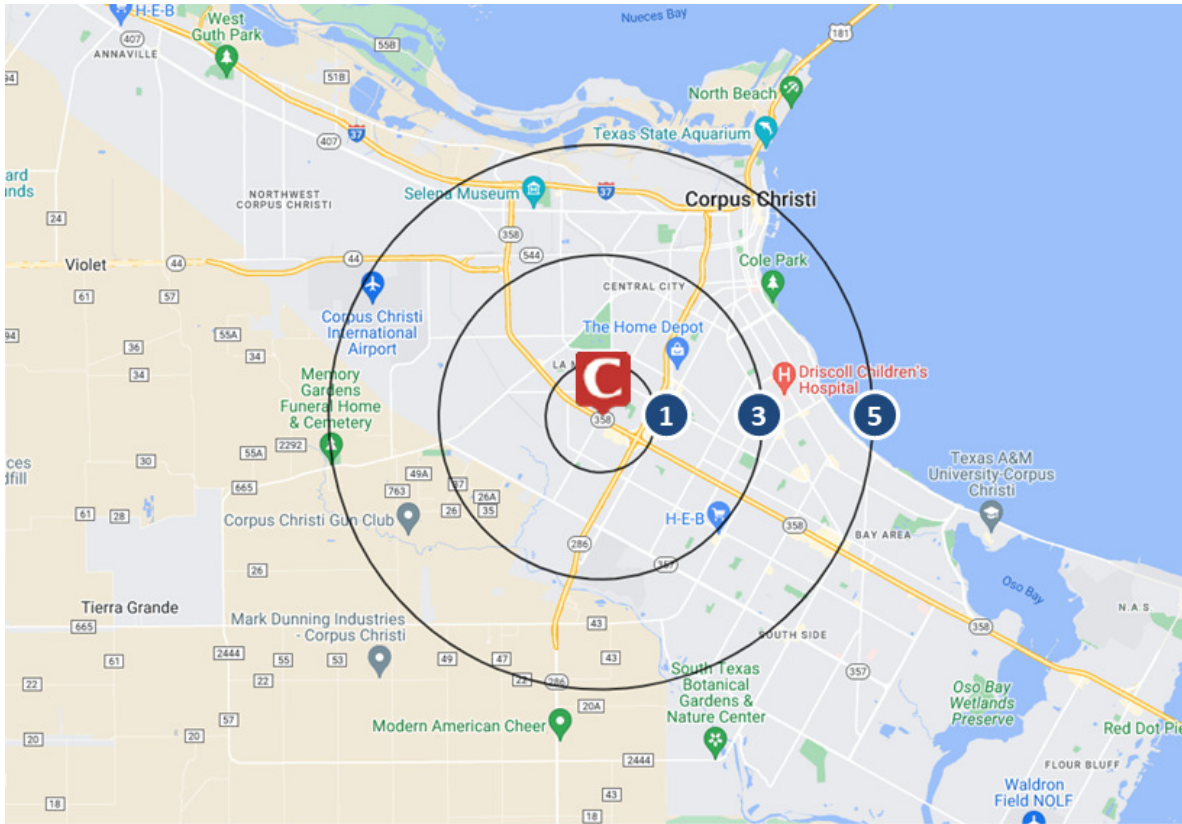 H-E-B
Nueces Bay
West
Guth Park
407
181
ANNAVILLE
55B
94
51B
North Beach
37
Texas State Aquarium
407
Selena Museum
37
NORTHWEST
CORPUS CHRISTI
Corpus Christi
24
358
544
44
Violet
44
Cole Park
61
57
CENTRAL CITY
Corpus Christi
International
Airport
The Home Depot
55A
94
36
34
34
LA M
C
Driscoll Children's
Hospital
Memory
Gardens
Funeral Home
& Cemetery
358
1
3
5
2292
55A
30
49A
Texas A&M
University-Corpus
Christi
ces
dfill
665
763
37
26A
26
35
61
28
Corpus Christi Gun Club
H-E-B
358
BAY AREA
286
357
26
Oso Bay
Tierra Grande
Mark Dunning Industries
- Corpus Christi
43
N.A.S.
665
358
SOUTH SIDE
61
2444
55
53
49
47
43
22
22
22
286
South Texas
Botanical
Gardens &
Nature Center
357
Oso Bay
Wetlands
Preserve
57
20A
Modern American Cheer
20
20
Red Dot Pie
2444
FLOUR BLUFF
Waldron
Field NOLF
18
43
18